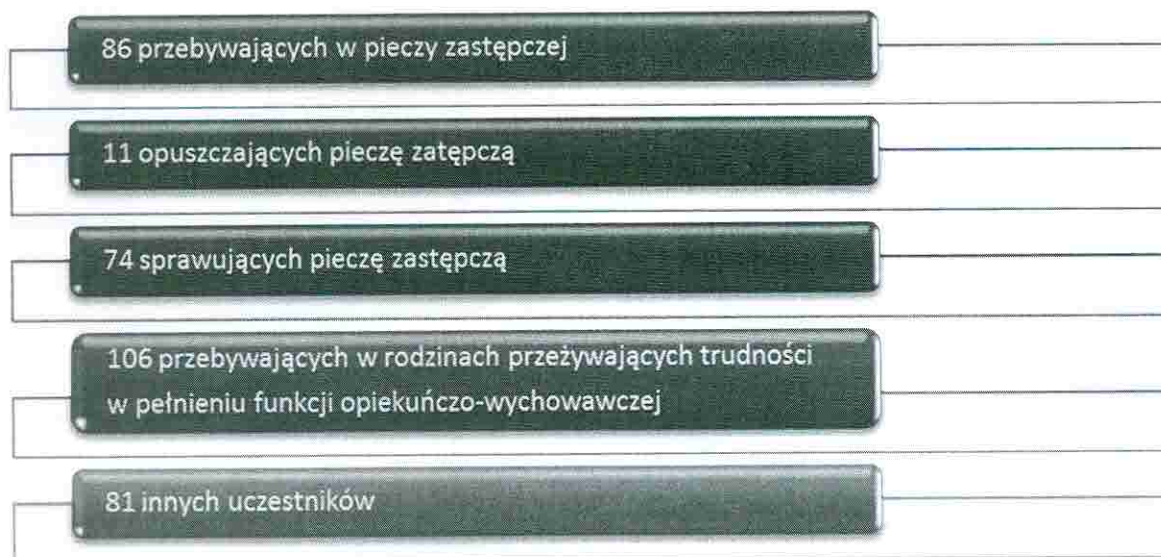 86 przebywających w pieczy zastępczej
11 opuszczających pieczę zatępczą
74 sprawujących pieczę zastępczą
106 przebywających w rodzinach przeżywających trudności
w pełnieniu funkcji opiekuńczo-wychowawczej
81 innych uczestników